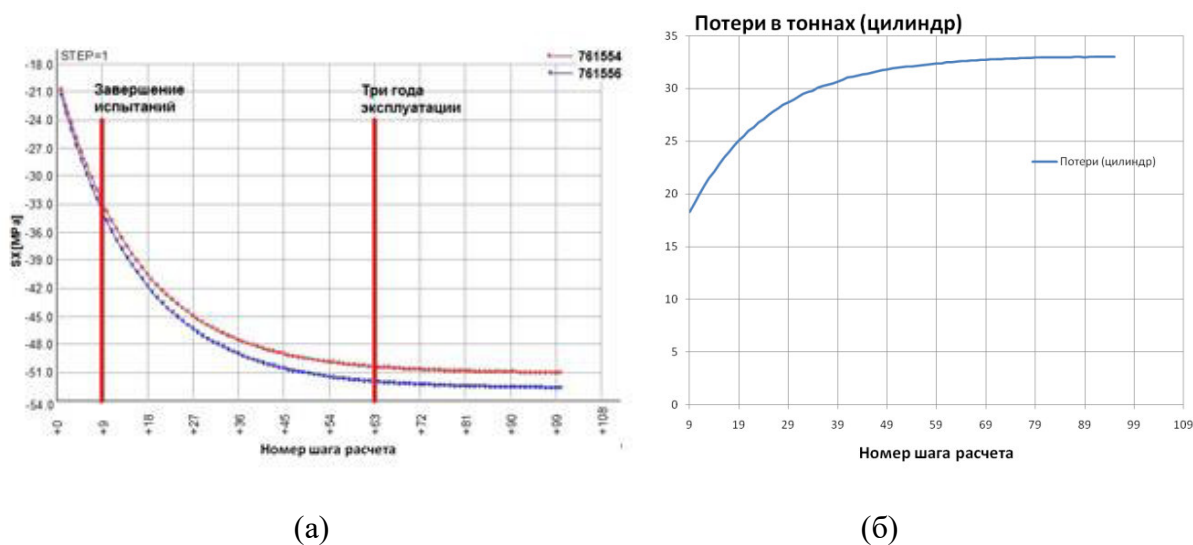 STEP=1
761554
761556
Завершение
испытаний
Три года
эксплуатации
SX[MPa]
-18.0
-21.0
-24.0
-27.0
-30.0
-33.0
-36.0
-39.0
-42.0
-45.0
-48.0
-51.0
-54.0
+0
+9
+18
+27
+36
+45
+54
+63
+72
+81
+90
+99
+108
Номер шага расчета
(а)
Потери в тоннах (цилиндр)
35
30
25
20
15
10
5
0
Потери (цилиндр)
9 19 29 39 49 59 69 79 89 99 109
Номер шага расчета
(б)